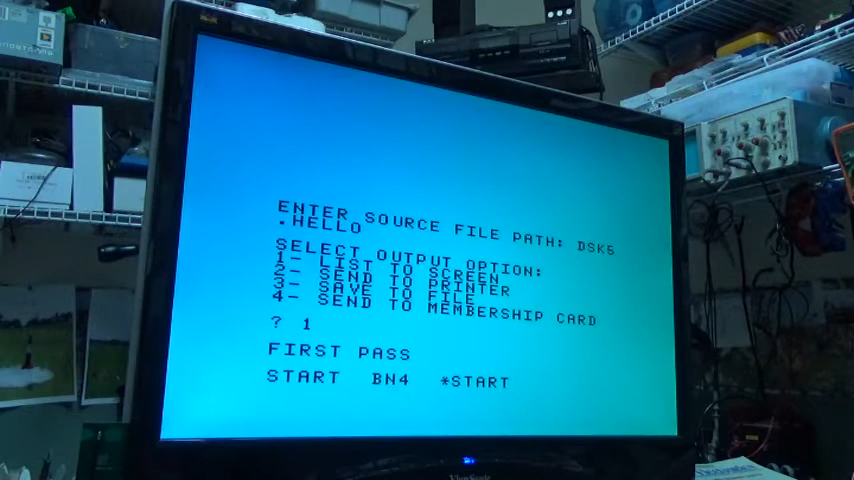 ENTER SOURCE FILE PATH: DSK5
.HELLO
SELECT OUTPUT OPTION:
1- LIST TO SCREEN
2- SEND TO PRINTER
3- SAVE TO FILE
4- SEND TO MEMBERSHIP CARD
? 1
FIRST PASS
START BN4 *START
ViewSonic